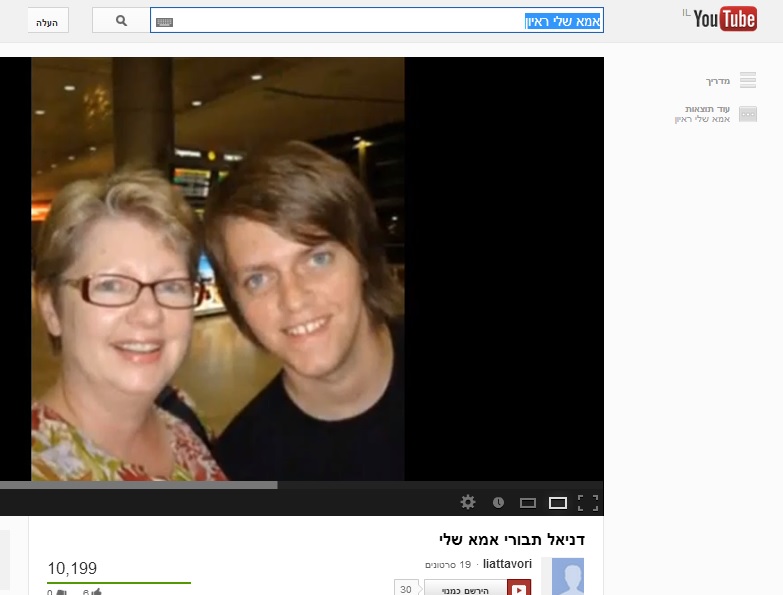 IL YouTube
אמא שלי ראיון
העלה
מדריך
עוד תוצאות
אמא שלי ראיון
דניאל תבורי אמא שלי
liattavori · 19 סרטונים
הירשם כמנוי 30
10,199
6 0